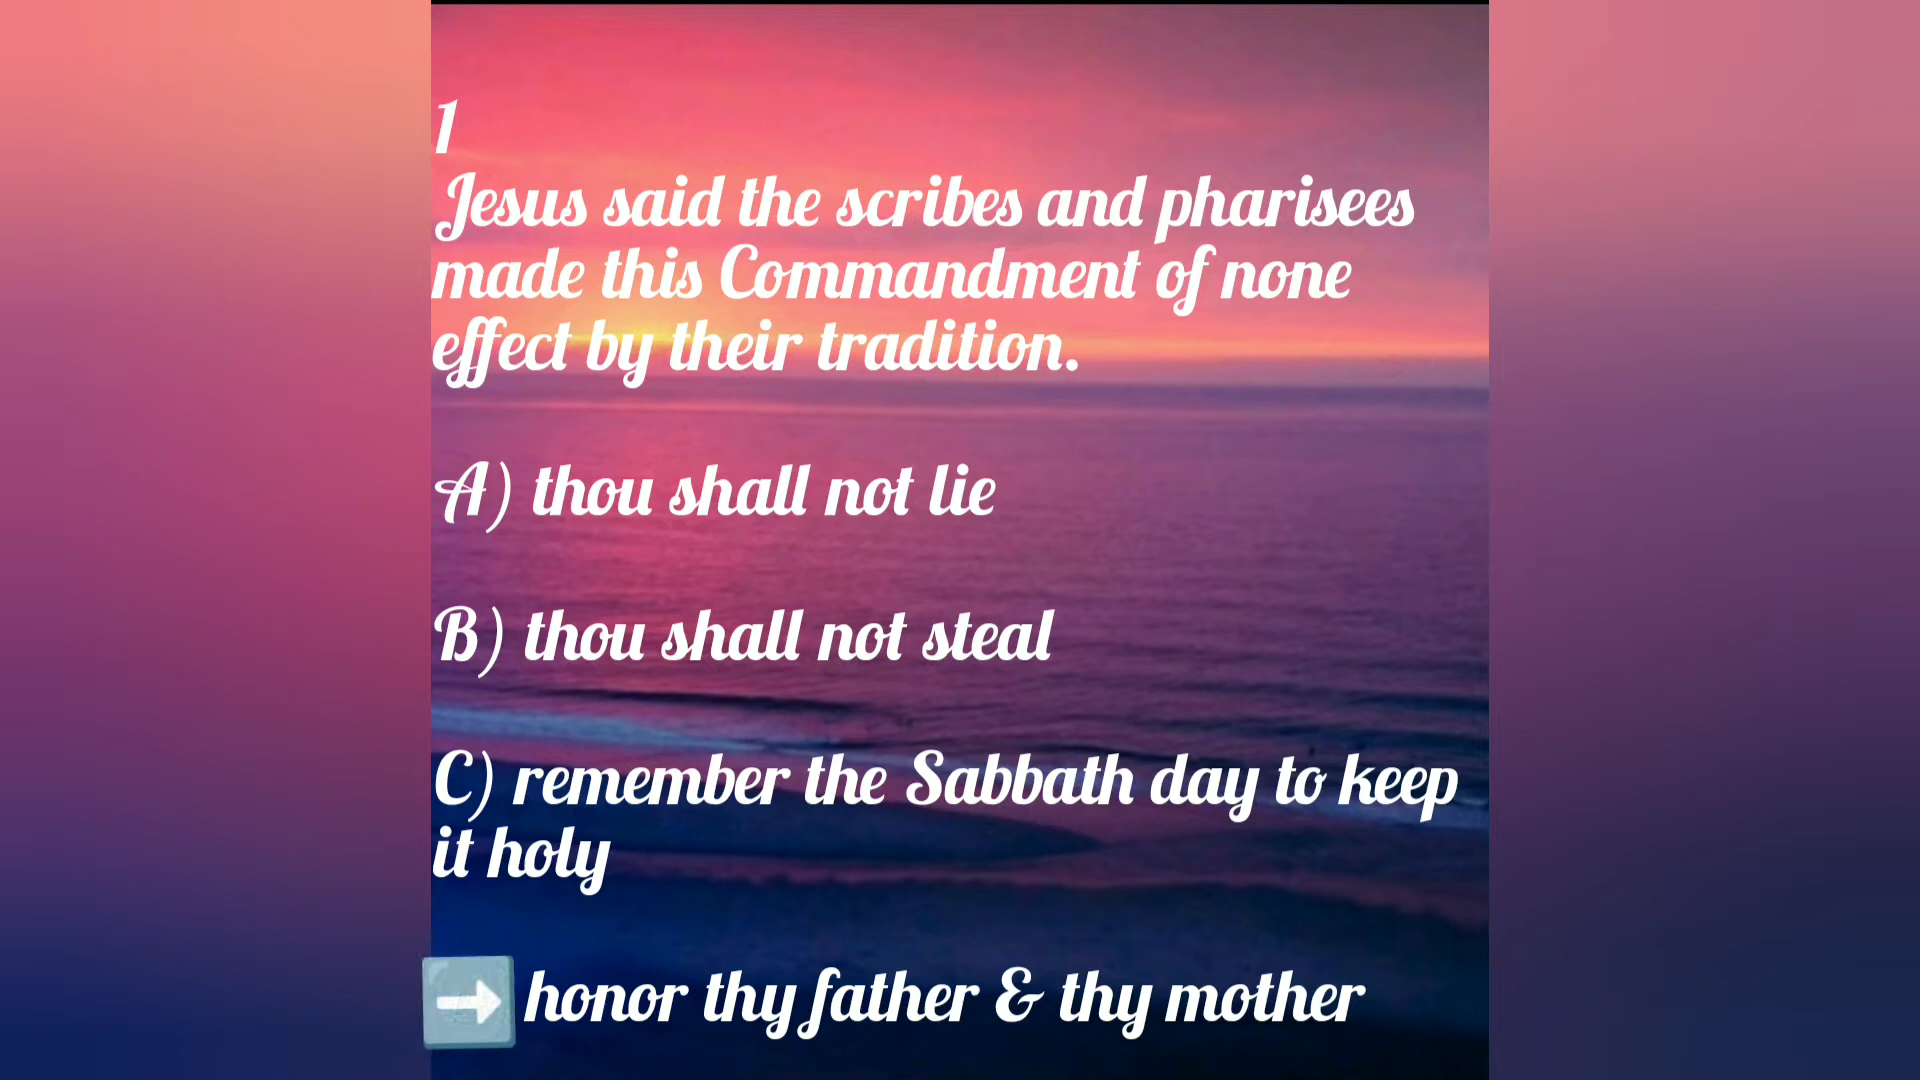 1
Jesus said the scribes and pharisees
made this Commandment of none
effect by their tradition.
A) thou shall not lie
B) thou shall not steal
C) remember the Sabbath day to keep
it holy
➡ honor thy father & thy mother